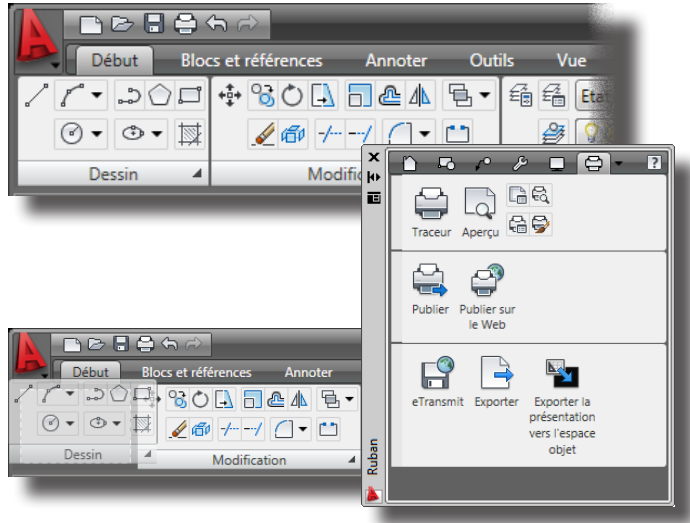 Début Blocs et références Annoter Outils Vue
Etat
Dessin
Modific
?
Traceur Aperçu
Publier Publier sur
le Web
eTransmit Exporter Exporter la
présentation
vers l'espace
objet
Ruban
Début Blocs et références Annoter
Dessin Modification